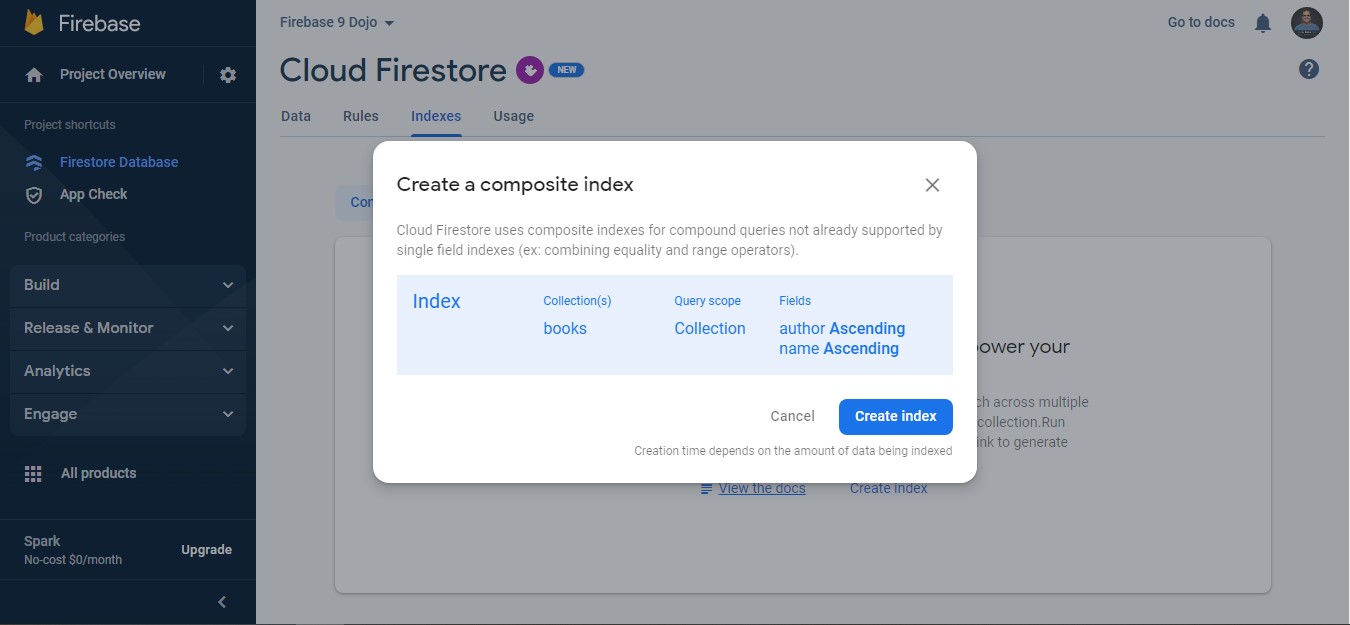 Firebase
Project Overview
Project shortcuts
Firestore Database
App Check
Product categories
Build
Release & Monitor
Analytics
Engage
All products
Spark
No-cost $0/month
Upgrade
Firebase 9 Dojo
Go to docs
Cloud Firestore NEW
Data Rules Indexes Usage
Create a composite index
Cloud Firestore uses composite indexes for compound queries not already supported by
single field indexes (ex: combining equality and range operators).
Index
Collection(s)
books
Query scope
Collection
Fields
author Ascending
name Ascending
Cancel
Create index
Creation time depends on the amount of data being indexed
your
across multiple
collection.Run
to generate
View the docs
Create Index